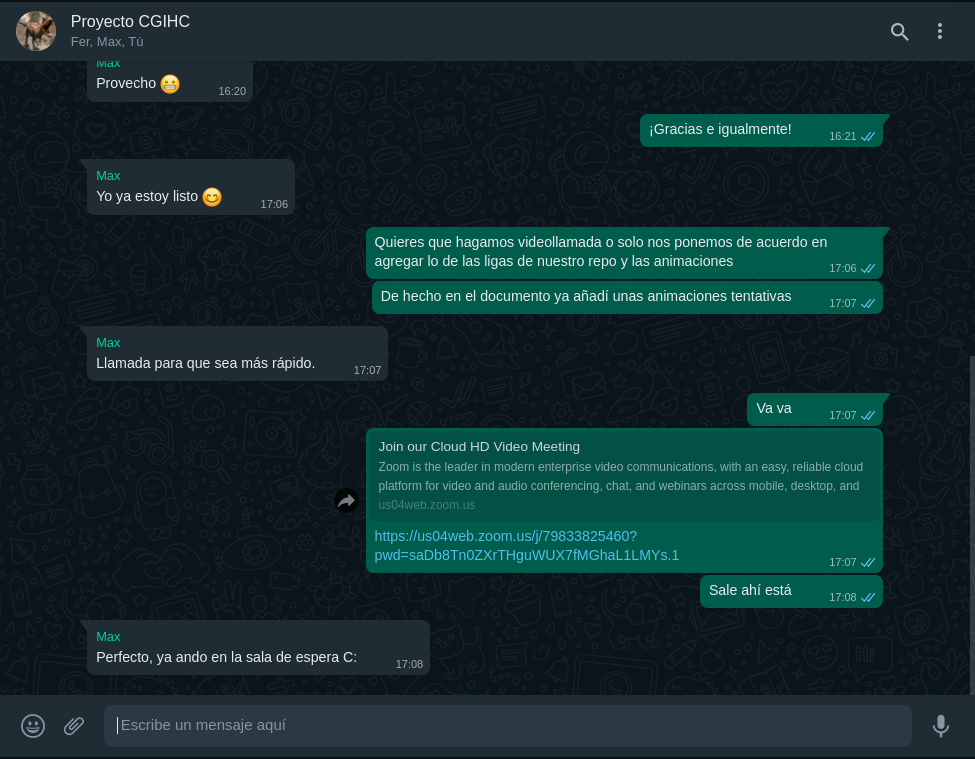 Proyecto CGIHC
Fer, Max, Tú
Max
Provecho 😬
16:20
¡Gracias e igualmente!
16:21
Max
Yo ya estoy listo 😊
17:06
Quieres que hagamos videollamada o solo nos ponemos de acuerdo en
agregar lo de las ligas de nuestro repo y las animaciones
17:06
De hecho en el documento ya añadí unas animaciones tentativas
17:07
Max
Llamada para que sea más rápido.
17:07
Va va
17:07
Join our Cloud HD Video Meeting
Zoom is the leader in modern enterprise video communications, with an easy, reliable cloud
platform for video and audio conferencing, chat, and webinars across mobile, desktop, and
us04web.zoom.us
https://us04web.zoom.us/j/79833825460?
pwd=saDb8Tn0ZXrTHguWUX7fMGhaL1LMYs.1
17:07
Sale ahí está
17:08
Max
Perfecto, ya ando en la sala de espera C:
17:08
Escribe un mensaje aquí